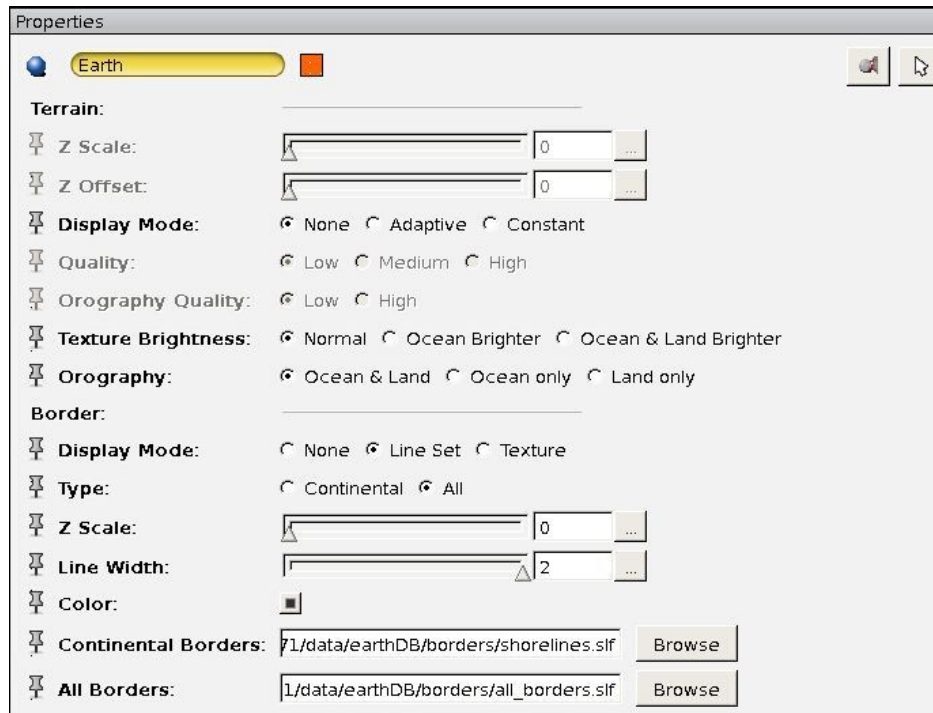 Properties
Earth
Terrain:
Z Scale: 0 ...
Z Offset: 0 ...
Display Mode: None Adaptive Constant
Quality: Low Medium High
Orography Quality: Low High
Texture Brightness: Normal Ocean Brighter Ocean & Land Brighter
Orography: Ocean & Land Ocean only Land only
Border:
Display Mode: None Line Set Texture
Type: Continental All
Z Scale: 0 ...
Line Width: 2 ...
Color:
Continental Borders: 71/data/earthDB/borders/shorelines.slf Browse
All Borders: 1/data/earthDB/borders/all_borders.slf Browse